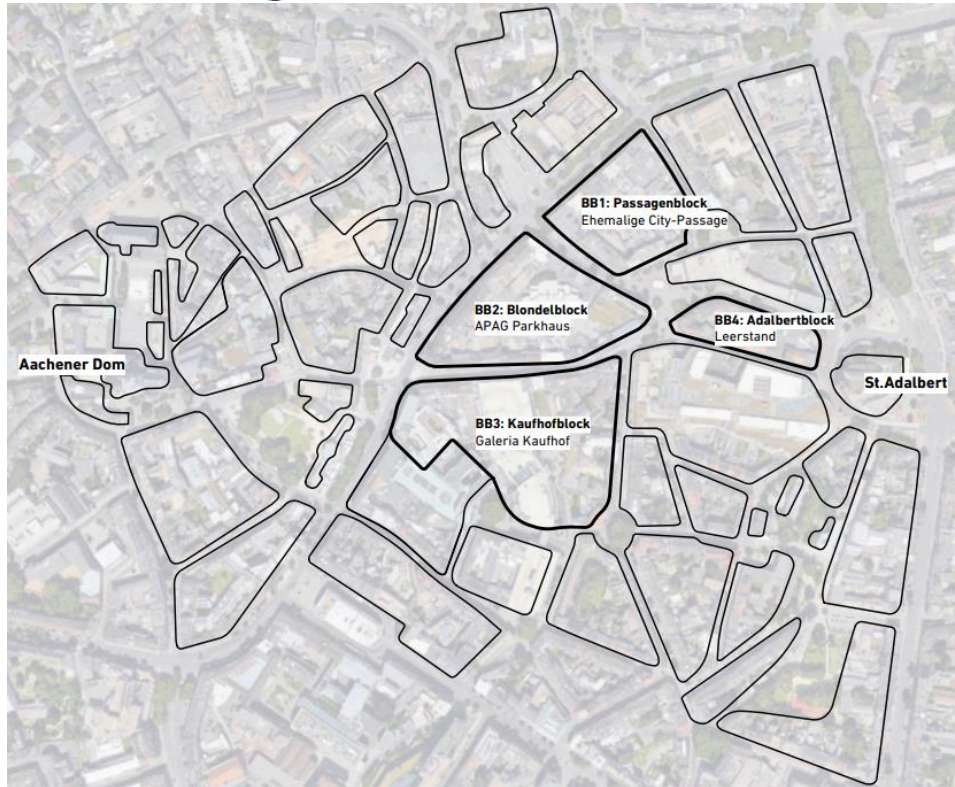 BB1: Passagenblock
Ehemalige City-Passage
BB2: Blondelblock
APAG Parkhaus
BB4: Adalbertblock
Leerstand
Aachener Dom
St.Adalbert
BB3: Kaufhofblock
Galeria Kaufhof